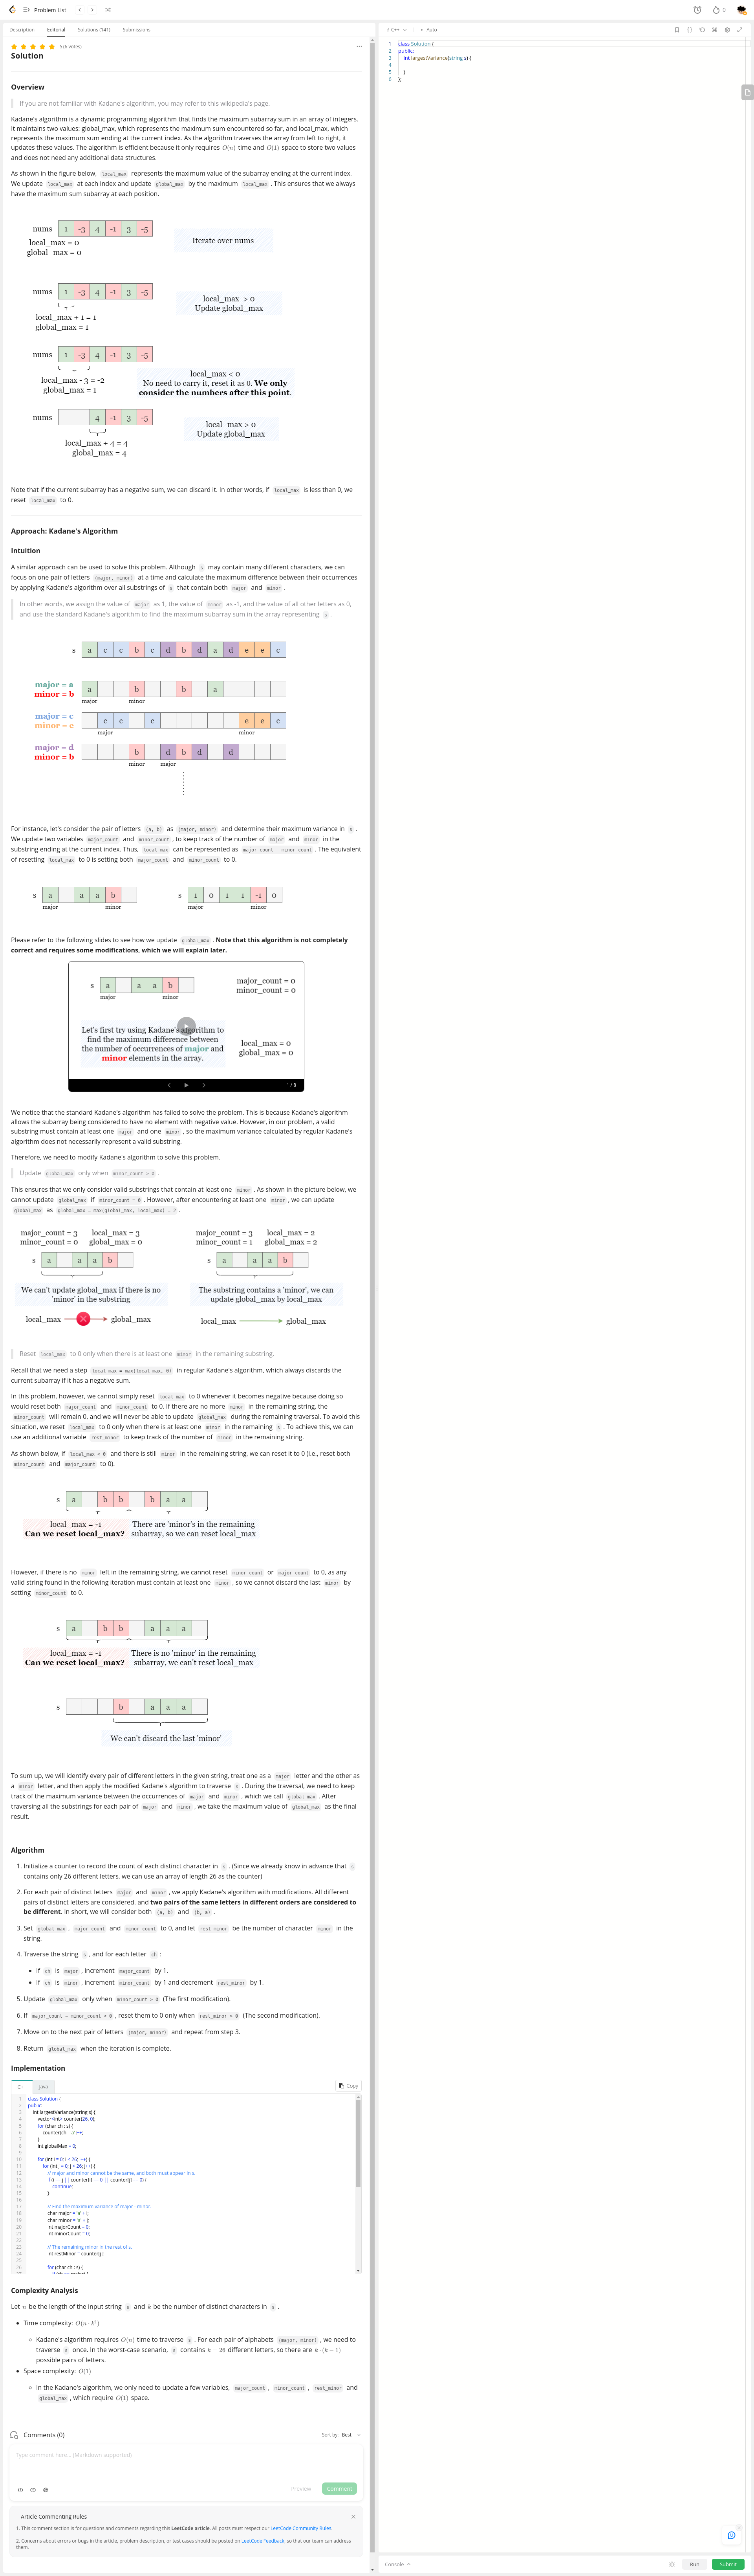 Problem List
0
Description Editorial Solutions (141) Submissions
5 (6 votes)
Solution
Overview
If you are not familiar with Kadane's algorithm, you may refer to this wikipedia's page.
Kadane's algorithm is a dynamic programming algorithm that finds the maximum subarray sum in an array of integers.
It maintains two values: global_max, which represents the maximum sum encountered so far, and local_max, which
represents the maximum sum ending at the current index. As the algorithm traverses the array from left to right, it
updates these values. The algorithm is efficient because it only requires O(n) time and O(1) space to store two values
and does not need any additional data structures.
As shown in the figure below, local_max represents the maximum value of the subarray ending at the current index.
We update local_max at each index and update global_max by the maximum local_max. This ensures that we always
have the maximum sum subarray at each position.
nums 1 -3 4 -1 3 -5
local_max = 0
global_max = 0
Iterate over nums
nums 1 -3 4 -1 3 -5
local_max + 1 = 1
global_max = 1
local_max > 0
Update global_max
nums 1 -3 4 -1 3 -5
local_max - 3 = -2
global_max = 1
local_max < 0
No need to carry it, reset it as 0. We only
consider the numbers after this point.
nums 4 -1 3 -5
local_max + 4 = 4
global_max = 4
local_max > 0
Update global_max
Note that if the current subarray has a negative sum, we can discard it. In other words, if local_max is less than 0, we
reset local_max to 0.
Approach: Kadane's Algorithm
Intuition
A similar approach can be used to solve this problem. Although s may contain many different characters, we can
focus on one pair of letters (major, minor) at a time and calculate the maximum difference between their occurrences
by applying Kadane's algorithm over all substrings of s that contain both major and minor.
In other words, we assign the value of major as 1, the value of minor as -1, and the value of all other letters as 0,
and use the standard Kadane's algorithm to find the maximum subarray sum in the array representing s.
s a c c b c d b d a d e e c
major = a
minor = b
a b b a
major minor
major = c
minor = e
c c c e e c
major minor
major = d
minor = b
b d b d d
minor major
For instance, let's consider the pair of letters (a, b) as (major, minor) and determine their maximum variance in s.
We update two variables major_count and minor_count, to keep track of the number of major and minor in the
substring ending at the current index. Thus, local_max can be represented as major_count - minor_count. The equivalent
of resetting local_max to 0 is setting both major_count and minor_count to 0.
s a a a b
major minor
s 1 0 1 1 -1 0
major minor
Please refer to the following slides to see how we update global_max. Note that this algorithm is not completely
correct and requires some modifications, which we will explain later.
s a a a b
major minor
major_count = 0
minor_count = 0
Let's first try using Kadane's algorithm to
find the maximum difference between
the number of occurrences of major and
minor elements in the array.
local_max = 0
global_max = 0
1 / 8
We notice that the standard Kadane's algorithm has failed to solve the problem. This is because Kadane's algorithm
allows the subarray being considered to have no element with negative value. However, in our problem, a valid
substring must contain at least one major and one minor, so the maximum variance calculated by regular Kadane's
algorithm does not necessarily represent a valid substring.
Therefore, we need to modify Kadane's algorithm to solve this problem.
Update global_max only when minor_count > 0.
This ensures that we only consider valid substrings that contain at least one minor. As shown in the picture below, we
cannot update global_max if minor_count = 0. However, after encountering at least one minor, we can update
global_max as global_max = max(global_max, local_max) = 2.
major_count = 3 local_max = 3
minor_count = 0 global_max = 0
s a a a b
We can't update global_max if there is no
'minor' in the substring
local_max global_max
major_count = 3 local_max = 2
minor_count = 1 global_max = 2
s a a a b
The substring contains a 'minor', we can
update global_max by local_max
local_max global_max
Reset local_max to 0 only when there is at least one minor in the remaining substring.
Recall that we need a step local_max = max(local_max, 0) in regular Kadane's algorithm, which always discards the
current subarray if it has a negative sum.
In this problem, however, we cannot simply reset local_max to 0 whenever it becomes negative because doing so
would reset both major_count and minor_count to 0. If there are no more minor in the remaining string, the
minor_count will remain 0, and we will never be able to update global_max during the remaining traversal. To avoid this
situation, we reset local_max to 0 only when there is at least one minor in the remaining s. To achieve this, we can
use an additional variable rest_minor to keep track of the number of minor in the remaining string.
As shown below, if local_max < 0 and there is still minor in the remaining string, we can reset it to 0 (i.e., reset both
minor_count and major_count to 0).
s a b b b a a
local_max = -1
Can we reset local_max?
There are 'minor's in the remaining
subarray, so we can reset local_max
However, if there is no minor left in the remaining string, we cannot reset minor_count or major_count to 0, as any
valid string found in the following iteration must contain at least one minor, so we cannot discard the last minor by
setting minor_count to 0.
s a b b a a a
local_max = -1
Can we reset local_max?
There is no 'minor' in the remaining
subarray, we can't reset local_max
s b a a a
We can't discard the last 'minor'
To sum up, we will identify every pair of different letters in the given string, treat one as a major letter and the other as
a minor letter, and then apply the modified Kadane's algorithm to traverse s. During the traversal, we need to keep
track of the maximum variance between the occurrences of major and minor, which we call global_max. After
traversing all the substrings for each pair of major and minor, we take the maximum value of global_max as the final
result.
Algorithm
1. Initialize a counter to record the count of each distinct character in s. (Since we already know in advance that s
contains only 26 different letters, we can use an array of length 26 as the counter)
2. For each pair of distinct letters major and minor, we apply Kadane's algorithm with modifications. All different
pairs of distinct letters are considered, and two pairs of the same letters in different orders are considered to
be different. In short, we will consider both (a, b) and (b, a).
3. Set global_max, major_count and minor_count to 0, and let rest_minor be the number of character minor in the
string.
4. Traverse the string s, and for each letter ch:
• If ch is major, increment major_count by 1.
• If ch is minor, increment minor_count by 1 and decrement rest_minor by 1.
5. Update global_max only when minor_count > 0 (The first modification).
6. If major_count - minor_count < 0, reset them to 0 only when rest_minor > 0 (The second modification).
7. Move on to the next pair of letters (major, minor) and repeat from step 3.
8. Return global_max when the iteration is complete.
Implementation
C++ Java Copy
1 class Solution {
2 public:
3 int largestVariance(string s) {
4 vector<int> counter(26, 0);
5 for (char ch : s) {
6 counter[ch - 'a']++;
7 }
8 int globalMax = 0;
9
10 for (int i = 0; i < 26; i++) {
11 for (int j = 0; j < 26; j++) {
12 // major and minor cannot be the same, and both must appear in s.
13 if (i == j || counter[i] == 0 || counter[j] == 0) {
14 continue;
15 }
16
17 // Find the maximum variance of major - minor.
18 char major = 'a' + i;
19 char minor = 'a' + j;
20 int majorCount = 0;
21 int minorCount = 0;
22
23 // The remaining minor in the rest of s.
24 int restMinor = counter[j];
25
26 for (char ch : s) {
Complexity Analysis
Let n be the length of the input string s and k be the number of distinct characters in s.
• Time complexity: O(n · k²)
Kadane's algorithm requires O(n) time to traverse s. For each pair of alphabets (major, minor), we need to
traverse s once. In the worst-case scenario, s contains k = 26 different letters, so there are k · (k − 1)
possible pairs of letters.
• Space complexity: O(1)
In the Kadane's algorithm, we only need to update a few variables, major_count, minor_count, rest_minor and
global_max, which require O(1) space.
Comments (0)
Sort by: Best
Type comment here... (Markdown supported)
Preview Comment
Article Commenting Rules
1. This comment section is for questions and comments regarding this LeetCode article. All posts must respect our LeetCode Community Rules.
2. Concerns about errors or bugs in the article, problem description, or test cases should be posted on LeetCode Feedback, so that our team can address
them.
C++ Auto
1 class Solution {
2 public:
3 int largestVariance(string s) {
4
5 }
6 };
Console Run Submit